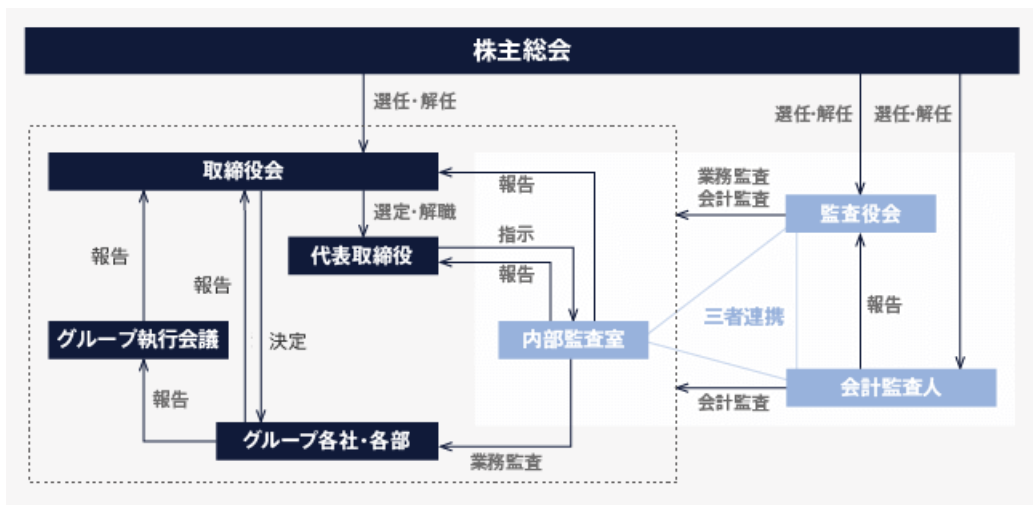 株主総会
選任・解任
選任・解任
選任・解任
取締役会
報告
業務監査
会計監査
監査役会
選定・解職
代表取締役
指示
報告
報告
報告
グループ執行会議
決定
内部監査室
三者連携
報告
報告
会計監査
会計監査人
グループ各社・各部
業務監査